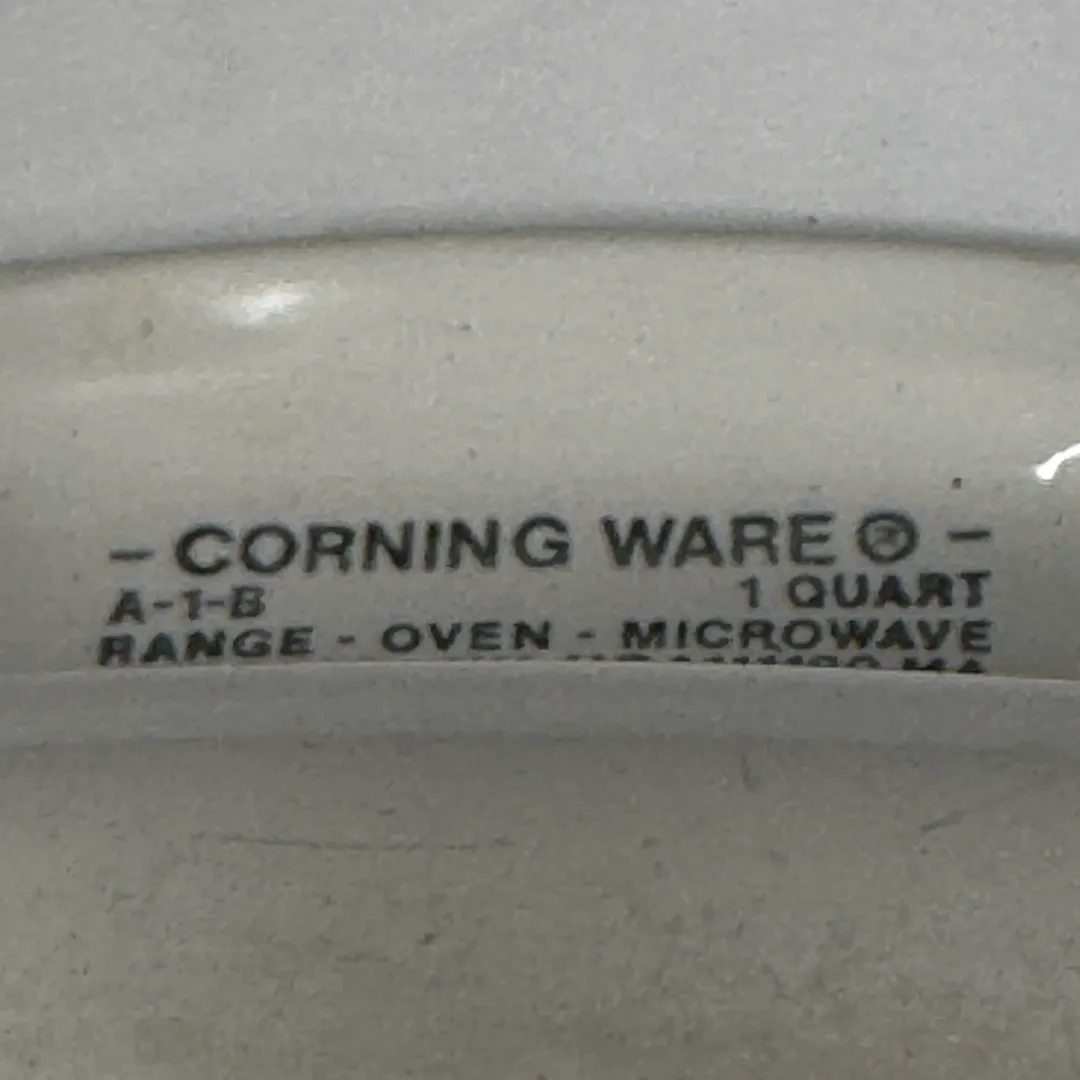 - CORNING WARE ® -
A-1-B 1 QUART
RANGE - OVEN - MICROWAVE